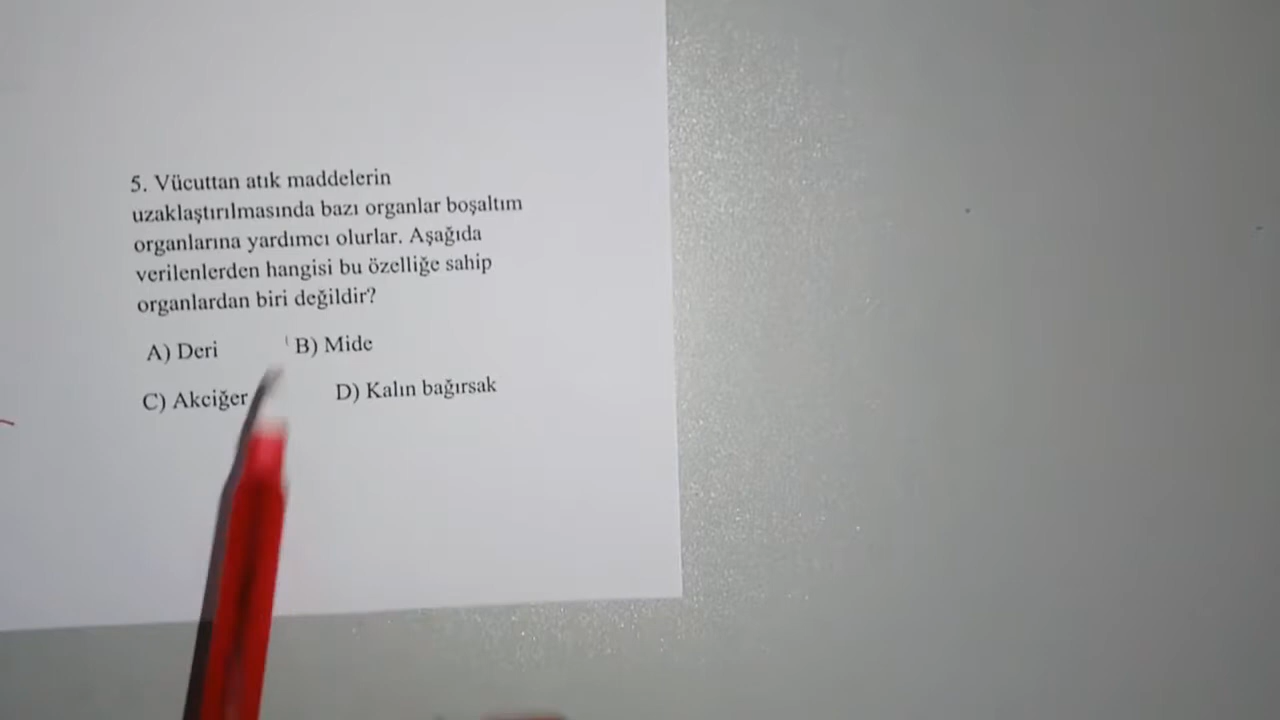 5. Vücuttan atık maddelerin
uzaklaştırılmasında bazı organlar boşaltım
organlarına yardımcı olurlar. Aşağıda
verilenlerden hangisi bu özelliğe sahip
organlardan biri değildir?
A) Deri B) Mide
C) Akciğer D) Kalın bağırsak